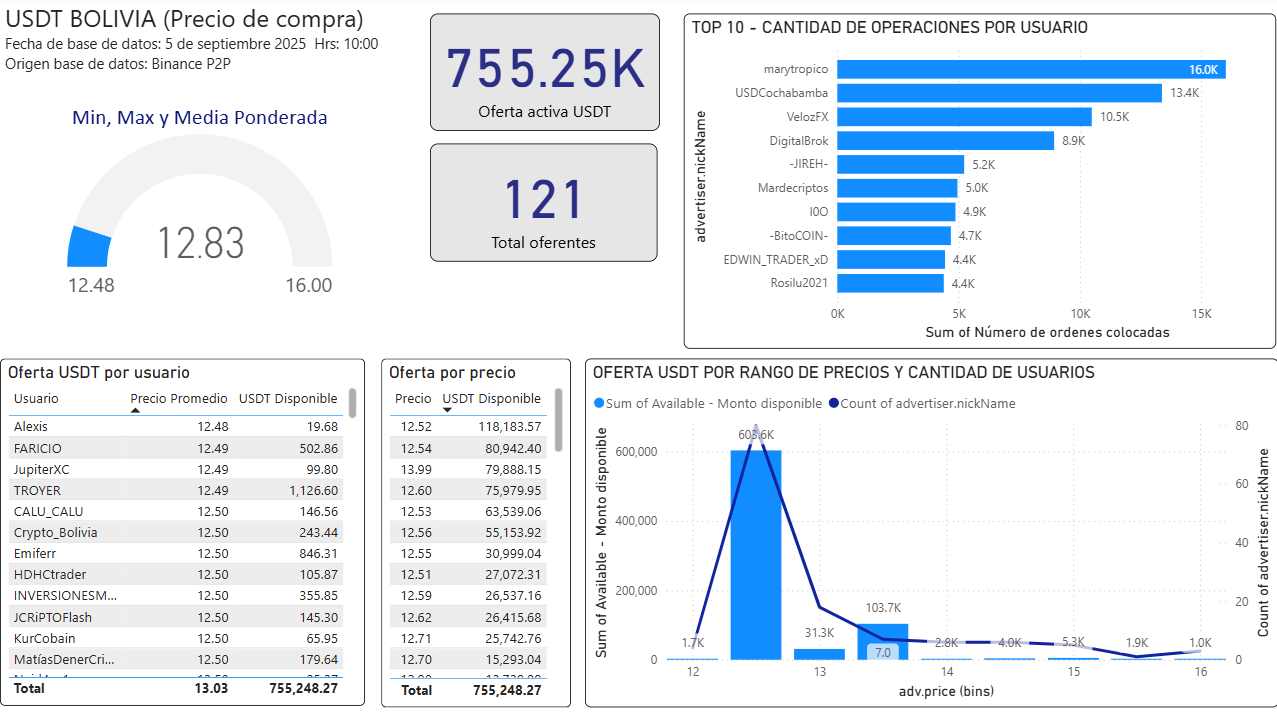 USDT BOLIVIA (Precio de compra)
Fecha de base de datos: 5 de septiembre 2025 Hrs: 10:00
Origen base de datos: Binance P2P
Min, Max y Media Ponderada
12.83
12.48
16.00
755.25K
Oferta activa USDT
121
Total oferentes
TOP 10 - CANTIDAD DE OPERACIONES POR USUARIO
advertiser.nickName
marytropico 16.0K
USDCochabamba 13.4K
VelozFX 10.5K
DigitalBrok 8.9K
-JIREH- 5.2K
Mardecriptos 5.0K
I0O 4.9K
-BitoCOIN- 4.7K
EDWIN_TRADER_xD 4.4K
Rosilu2021 4.4K
0K 5K 10K 15K
Sum of Número de ordenes colocadas
Oferta USDT por usuario
Usuario Precio Promedio USDT Disponible
Alexis 12.48 19.68
FARICIO 12.49 502.86
JupiterXC 12.49 99.80
TROYER 12.49 1,126.60
CALU_CALU 12.50 146.56
Crypto_Bolivia 12.50 243.44
Emiferr 12.50 846.31
HDHCtrader 12.50 105.87
INVERSIONESM... 12.50 355.85
JCRiPTOFlash 12.50 145.30
KurCobain 12.50 65.95
MatíasDenerCri... 12.50 179.64
Total 13.03 755,248.27
Oferta por precio
Precio USDT Disponible
12.52 118,183.57
12.54 80,942.40
13.99 79,888.15
12.60 75,979.95
12.53 63,539.06
12.56 55,153.92
12.55 30,999.04
12.51 27,072.31
12.59 26,537.16
12.62 26,415.68
12.71 25,742.76
12.70 15,293.04
Total 755,248.27
OFERTA USDT POR RANGO DE PRECIOS Y CANTIDAD DE USUARIOS
Sum of Available - Monto disponible Count of advertiser.nickName
Sum of Available - Monto disponible
600,000
400,000
200,000
0
1.7K 603.6K 31.3K 103.7K 2.8K 4.0K 5.3K 1.9K 1.0K
7.0
80
60
40
20
0
Count of advertiser.nickName
12 13 14 15 16
adv.price (bins)